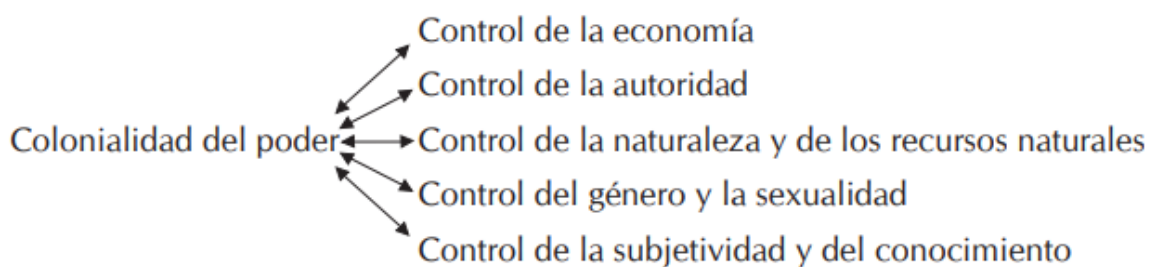 Control de la economía
Control de la autoridad
Colonialidad del poder Control de la naturaleza y de los recursos naturales
Control del género y la sexualidad
Control de la subjetividad y del conocimiento